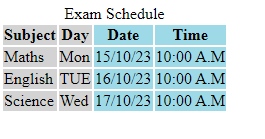 Exam Schedule
Subject Day Date Time
Maths Mon 15/10/23 10:00 A.M
English TUE 16/10/23 10:00 A.M
Science Wed 17/10/23 10:00 A.M